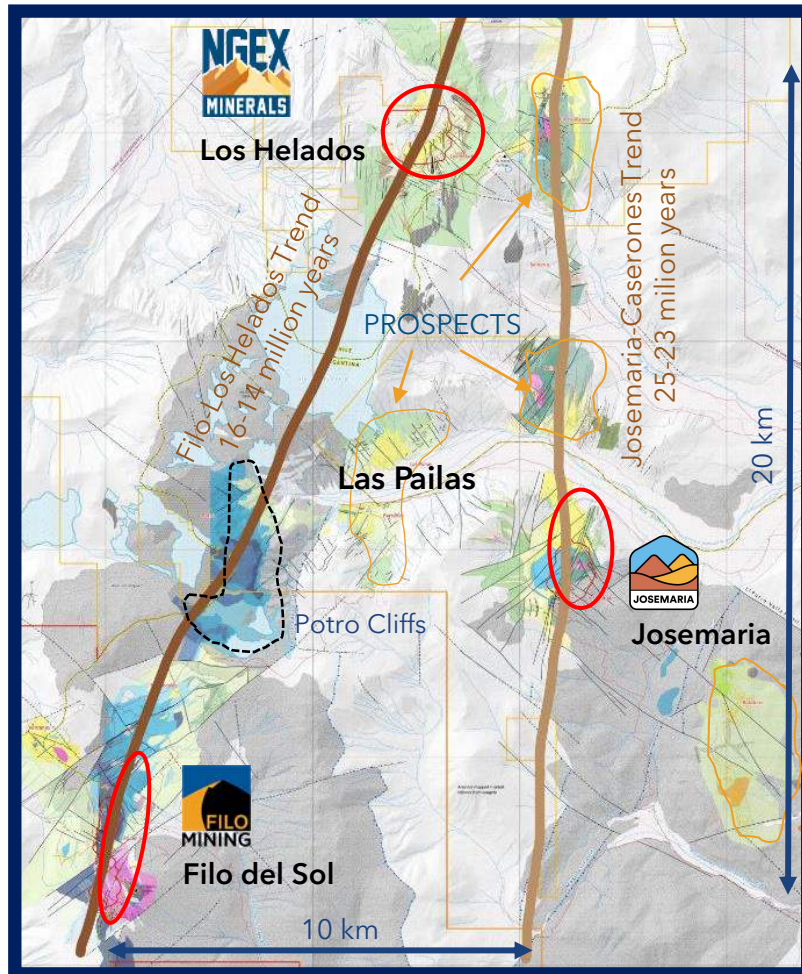 NGEX
MINERALS
Los Helados
Filo-Los Helados Trend
16-14 million years
Josemaria-Caserones Trend
25-23 milion years
PROSPECTS
Las Pailas
20 km
JOSEMARIA
Josemaria
Potro Cliffs
FILO
MINING
Filo del Sol
10 km